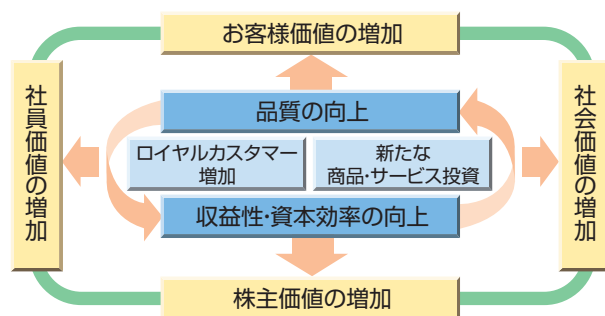 お客様価値の増加
社員価値の増加
品質の向上
ロイヤルカスタマー
増加
新たな
商品・サービス投資
収益性・資本効率の向上
社会価値の増加
株主価値の増加